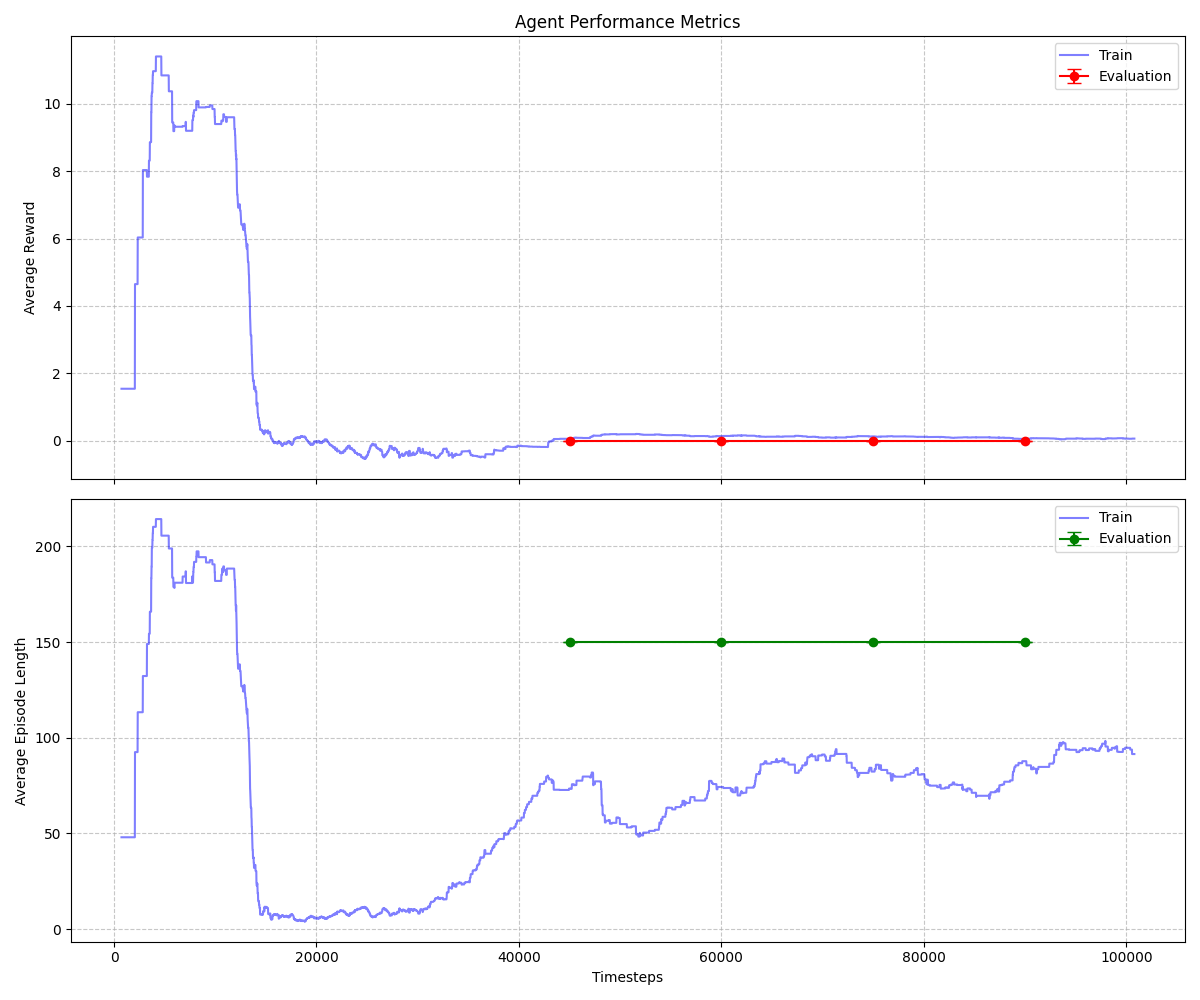 Agent Performance Metrics
Train
Evaluation
Average Reward
10
8
6
4
2
0
Train
Evaluation
Average Episode Length
200
150
100
50
0
0 20000 40000 60000 80000 100000
Timesteps